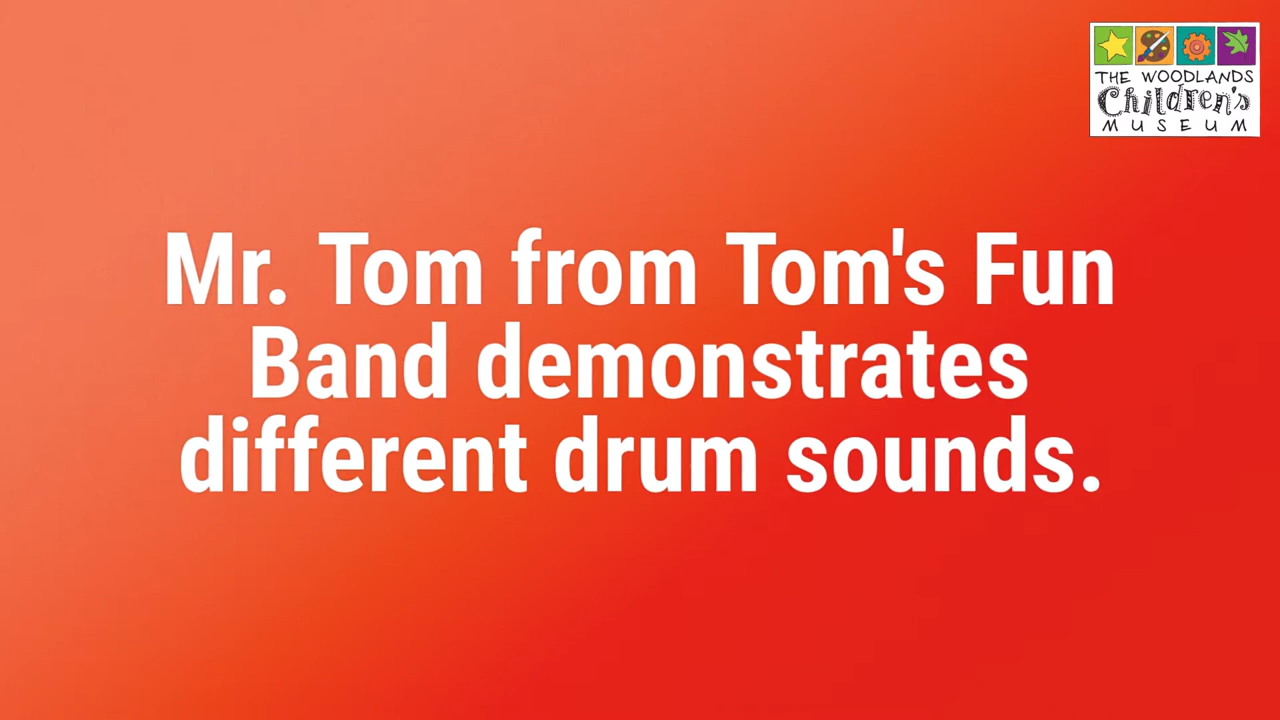 THE WOODLANDS
Children's
MUSEUM
Mr. Tom from Tom's Fun
Band demonstrates
different drum sounds.